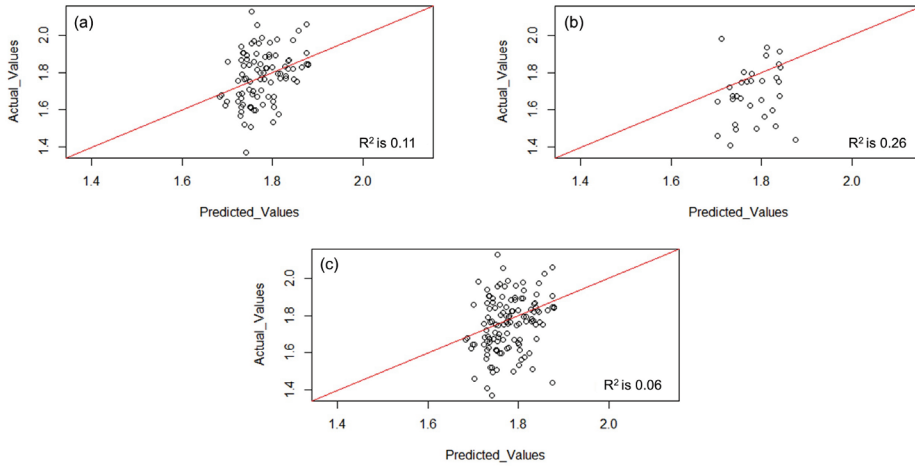 (a)
Actual_Values
2.0
1.8
1.6
1.4
R² is 0.11
1.4 1.6 1.8 2.0
Predicted_Values
(b)
Actual_Values
2.0
1.8
1.6
1.4
R² is 0.26
1.4 1.6 1.8 2.0
Predicted_Values
(c)
Actual_Values
2.0
1.8
1.6
1.4
R² is 0.06
1.4 1.6 1.8 2.0
Predicted_Values